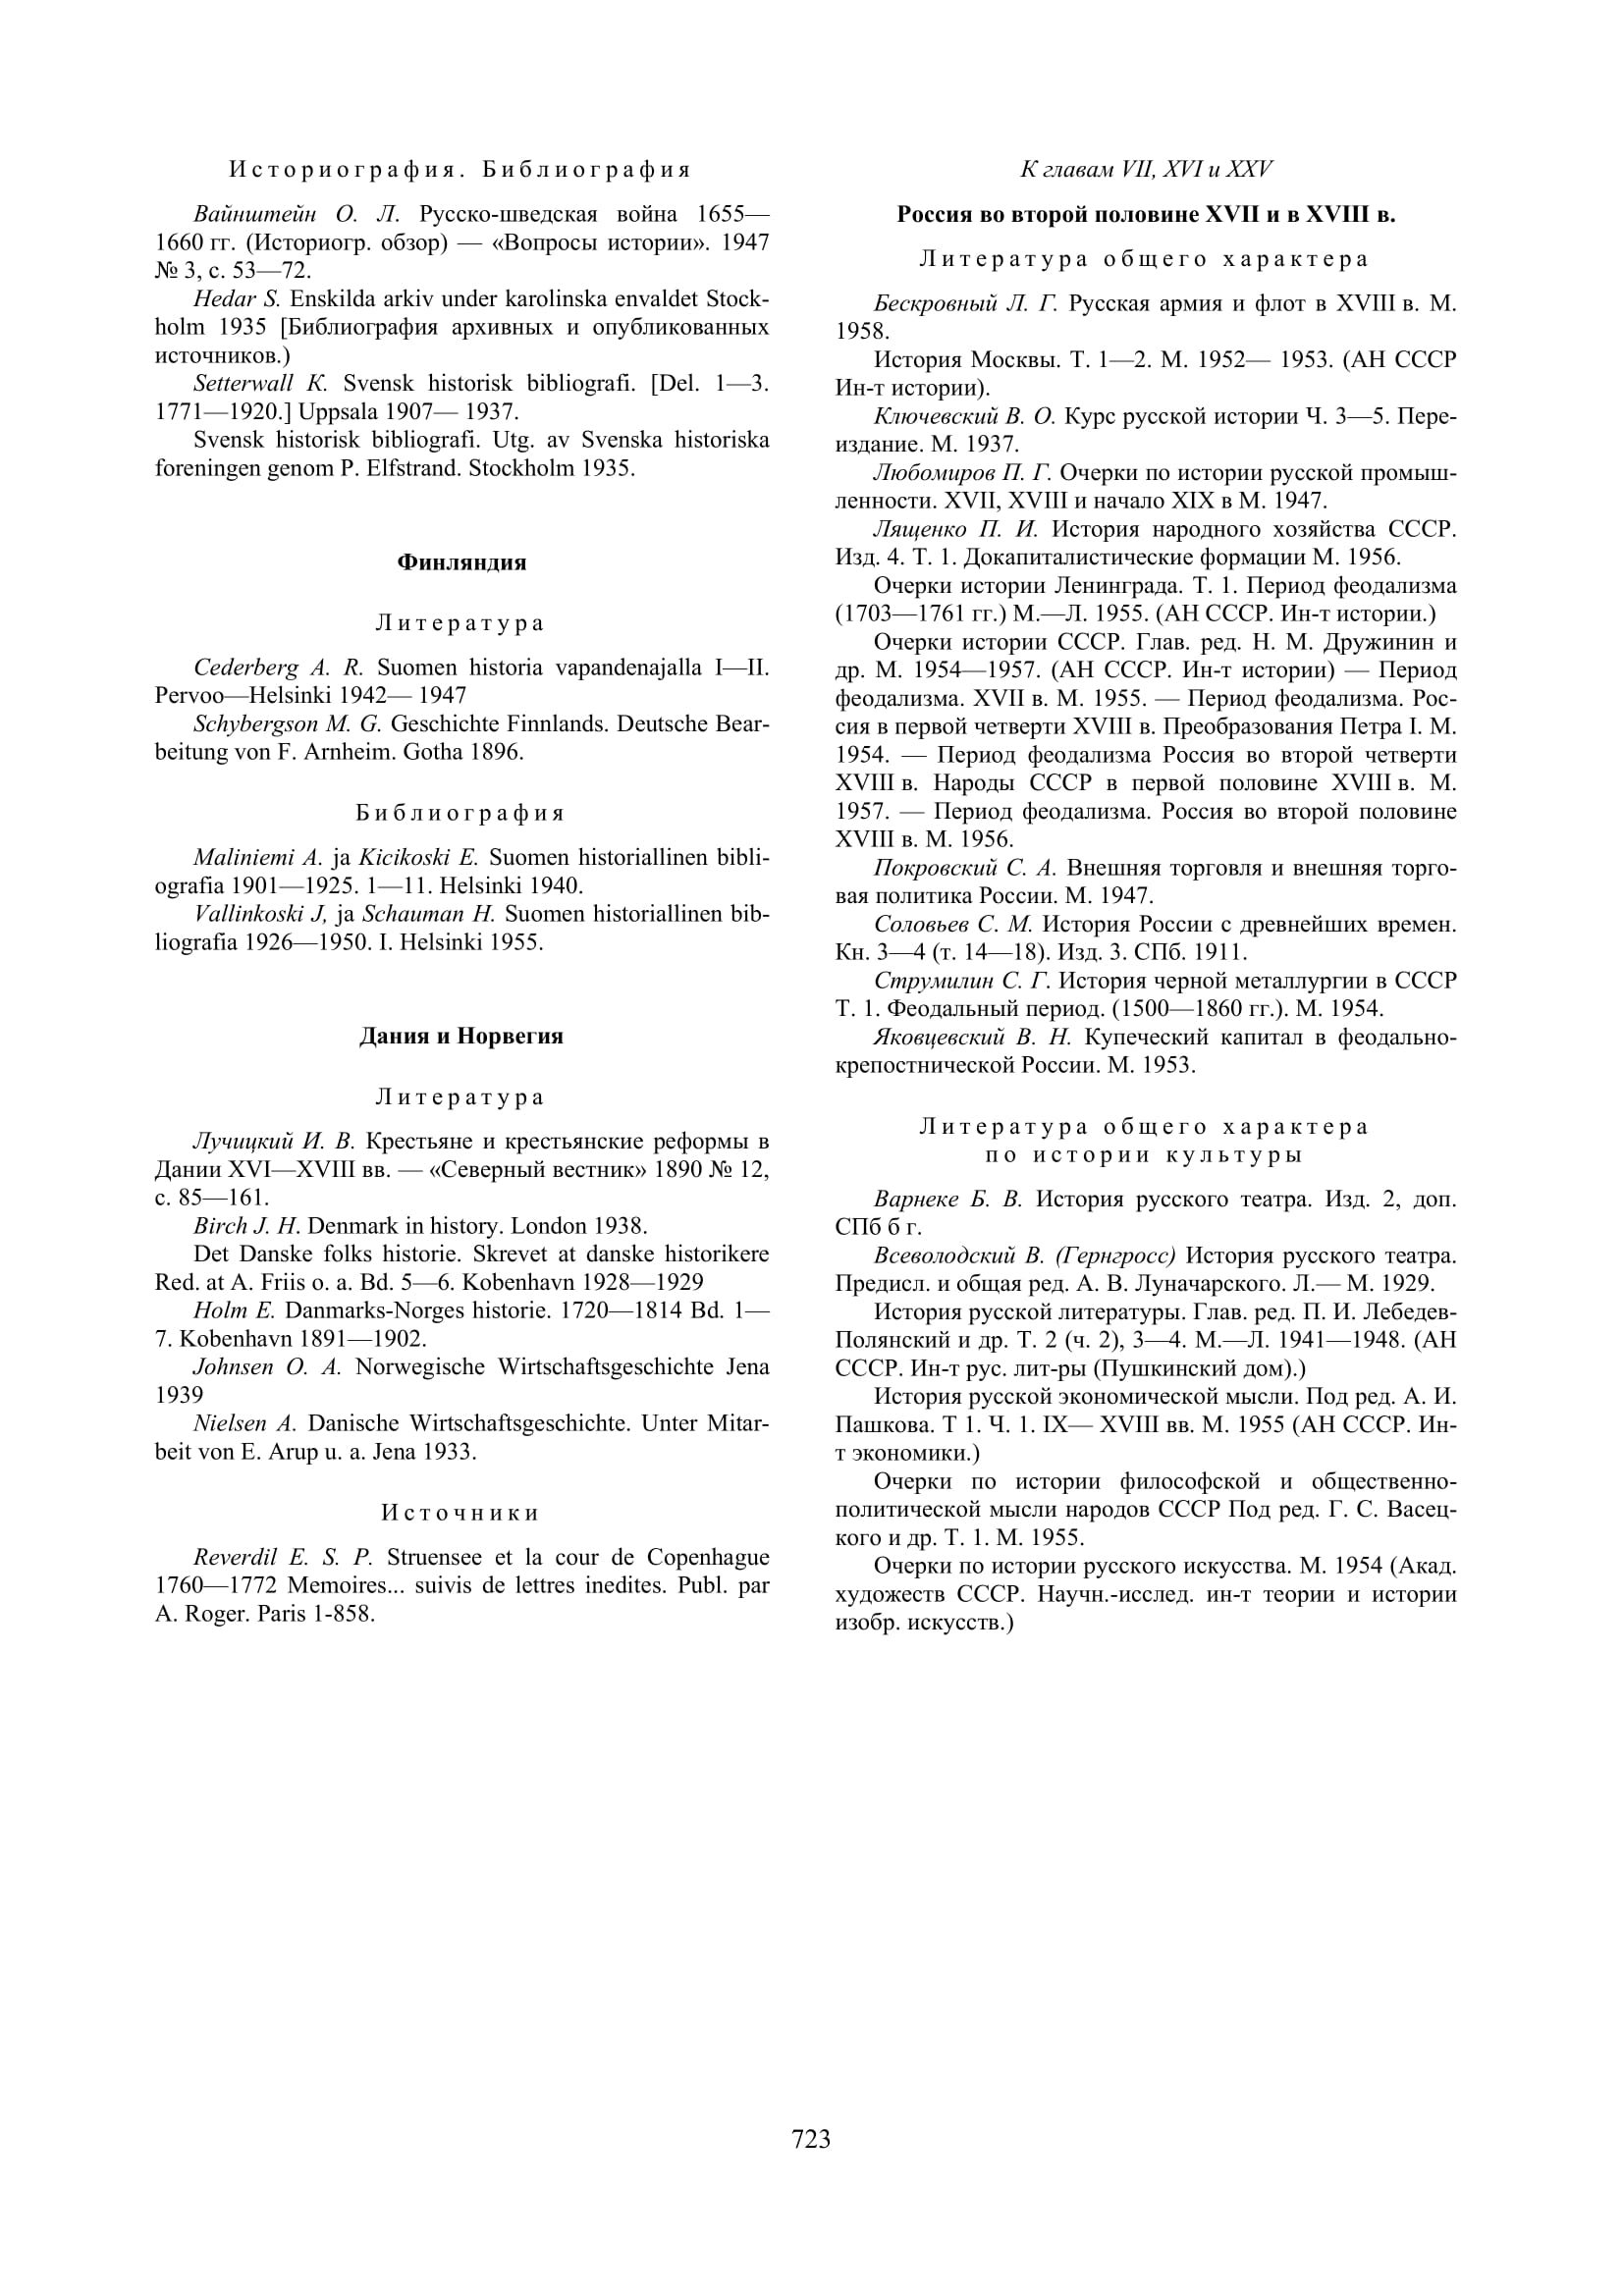 Историография. Библиография
Вайнштейн О. Л. Русско-шведская война 1655—
1660 гг. (Историогр. обзор) — «Вопросы истории». 1947
№ 3, с. 53—72.
Hedar S. Enskilda arkiv under karolinska envaldet Stock-
holm 1935 [Библиография архивных и опубликованных
источников.)
Setterwall K. Svensk historisk bibliografi. [Del. 1—3.
1771—1920.] Uppsala 1907— 1937.
Svensk historisk bibliografi. Utg. av Svenska historiska
foreningen genom P. Elfstrand. Stockholm 1935.
Финляндия
Литература
Cederberg A. R. Suomen historia vapandenajalla I—II.
Pervoo—Helsinki 1942— 1947
Schybergson M. G. Geschichte Finnlands. Deutsche Bear-
beitung von F. Arnheim. Gotha 1896.
Библиография
Maliniemi A. ja Kicikoski E. Suomen historiallinen bibli-
ografia 1901—1925. 1—11. Helsinki 1940.
Vallinkoski J, ja Schauman H. Suomen historiallinen bib-
liografia 1926—1950. I. Helsinki 1955.
Дания и Норвегия
Литература
Лучицкий И. В. Крестьяне и крестьянские реформы в
Дании XVI—XVIII вв. — «Северный вестник» 1890 № 12,
с. 85—161.
Birch J. H. Denmark in history. London 1938.
Det Danske folks historie. Skrevet at danske historikere
Red. at A. Friis o. a. Bd. 5—6. Kobenhavn 1928—1929
Holm E. Danmarks-Norges historie. 1720—1814 Bd. 1—
7. Kobenhavn 1891—1902.
Johnsen O. A. Norwegische Wirtschaftsgeschichte Jena
1939
Nielsen A. Danische Wirtschaftsgeschichte. Unter Mitar-
beit von E. Arup u. a. Jena 1933.
Источники
Reverdil E. S. P. Struensee et la cour de Copenhague
1760—1772 Memoires... suivis de lettres inedites. Publ. par
A. Roger. Paris 1-858.
К главам VII, XVI и XXV
Россия во второй половине XVII и в XVIII в.
Литература общего характера
Бескровный Л. Г. Русская армия и флот в XVIII в. М.
1958.
История Москвы. Т. 1—2. М. 1952— 1953. (АН СССР
Ин-т истории).
Ключевский В. О. Курс русской истории Ч. 3—5. Пере-
издание. М. 1937.
Любомиров П. Г. Очерки по истории русской промыш-
ленности. XVII, XVIII и начало XIX в М. 1947.
Лященко П. И. История народного хозяйства СССР.
Изд. 4. Т. 1. Докапиталистические формации М. 1956.
Очерки истории Ленинграда. Т. 1. Период феодализма
(1703—1761 гг.) М.—Л. 1955. (АН СССР. Ин-т истории.)
Очерки истории СССР. Глав. ред. Н. М. Дружинин и
др. М. 1954—1957. (АН СССР. Ин-т истории) — Период
феодализма. XVII в. М. 1955. — Период феодализма. Рос-
сия в первой четверти XVIII в. Преобразования Петра I. М.
1954. — Период феодализма Россия во второй четверти
XVIII в. Народы СССР в первой половине XVIII в. М.
1957. — Период феодализма. Россия во второй половине
XVIII в. М. 1956.
Покровский С. А. Внешняя торговля и внешняя торго-
вая политика России. М. 1947.
Соловьев С. М. История России с древнейших времен.
Кн. 3—4 (т. 14—18). Изд. 3. СПб. 1911.
Струмилин С. Г. История черной металлургии в СССР
Т. 1. Феодальный период. (1500—1860 гг.). М. 1954.
Яковцевский В. Н. Купеческий капитал в феодально-
крепостнической России. М. 1953.
Литература общего характера
по истории культуры
Варнеке Б. В. История русского театра. Изд. 2, доп.
СПб б г.
Всеволодский В. (Гернгросс) История русского театра.
Предисл. и общая ред. А. В. Луначарского. Л.— М. 1929.
История русской литературы. Глав. ред. П. И. Лебедев-
Полянский и др. Т. 2 (ч. 2), 3—4. М.—Л. 1941—1948. (АН
СССР. Ин-т рус. лит-ры (Пушкинский дом).)
История русской экономической мысли. Под ред. А. И.
Пашкова. Т 1. Ч. 1. IX— XVIII вв. М. 1955 (АН СССР. Ин-
т экономики.)
Очерки по истории философской и общественно-
политической мысли народов СССР Под ред. Г. С. Васец-
кого и др. Т. 1. М. 1955.
Очерки по истории русского искусства. М. 1954 (Акад.
художеств СССР. Научн.-исслед. ин-т теории и истории
изобр. искусств.)
723